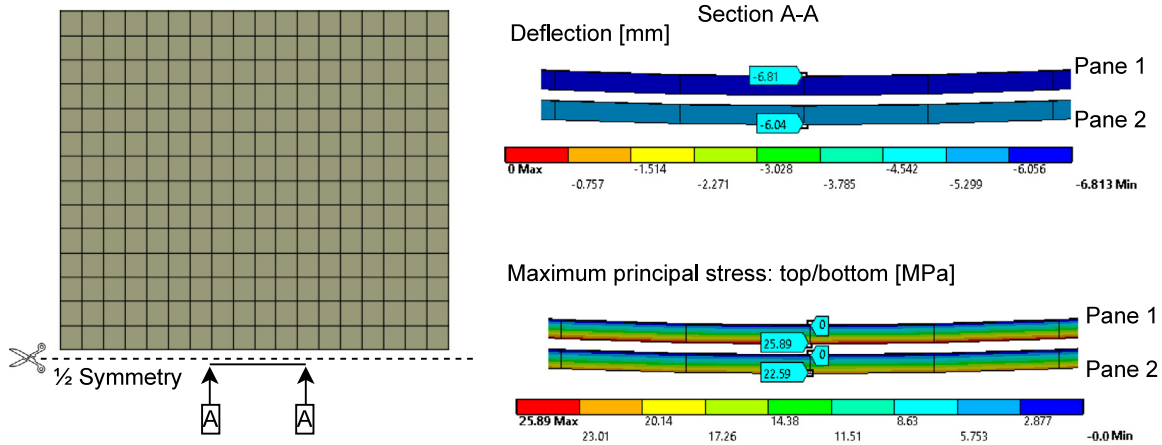 Section A-A
Deflection [mm]
-6.81
Pane 1
-6.04
Pane 2
0 Max -1.514 -3.028 -4.542 -6.056
-0.757 -2.271 -3.785 -5.299 -6.813 Min
Maximum principal stress: top/bottom [MPa]
0
Pane 1
25.89
0
22.59
Pane 2
25.89 Max 20.14 14.38 8.63 2.877
23.01 17.26 11.51 5.753 -0.0 Min
½ Symmetry
A A